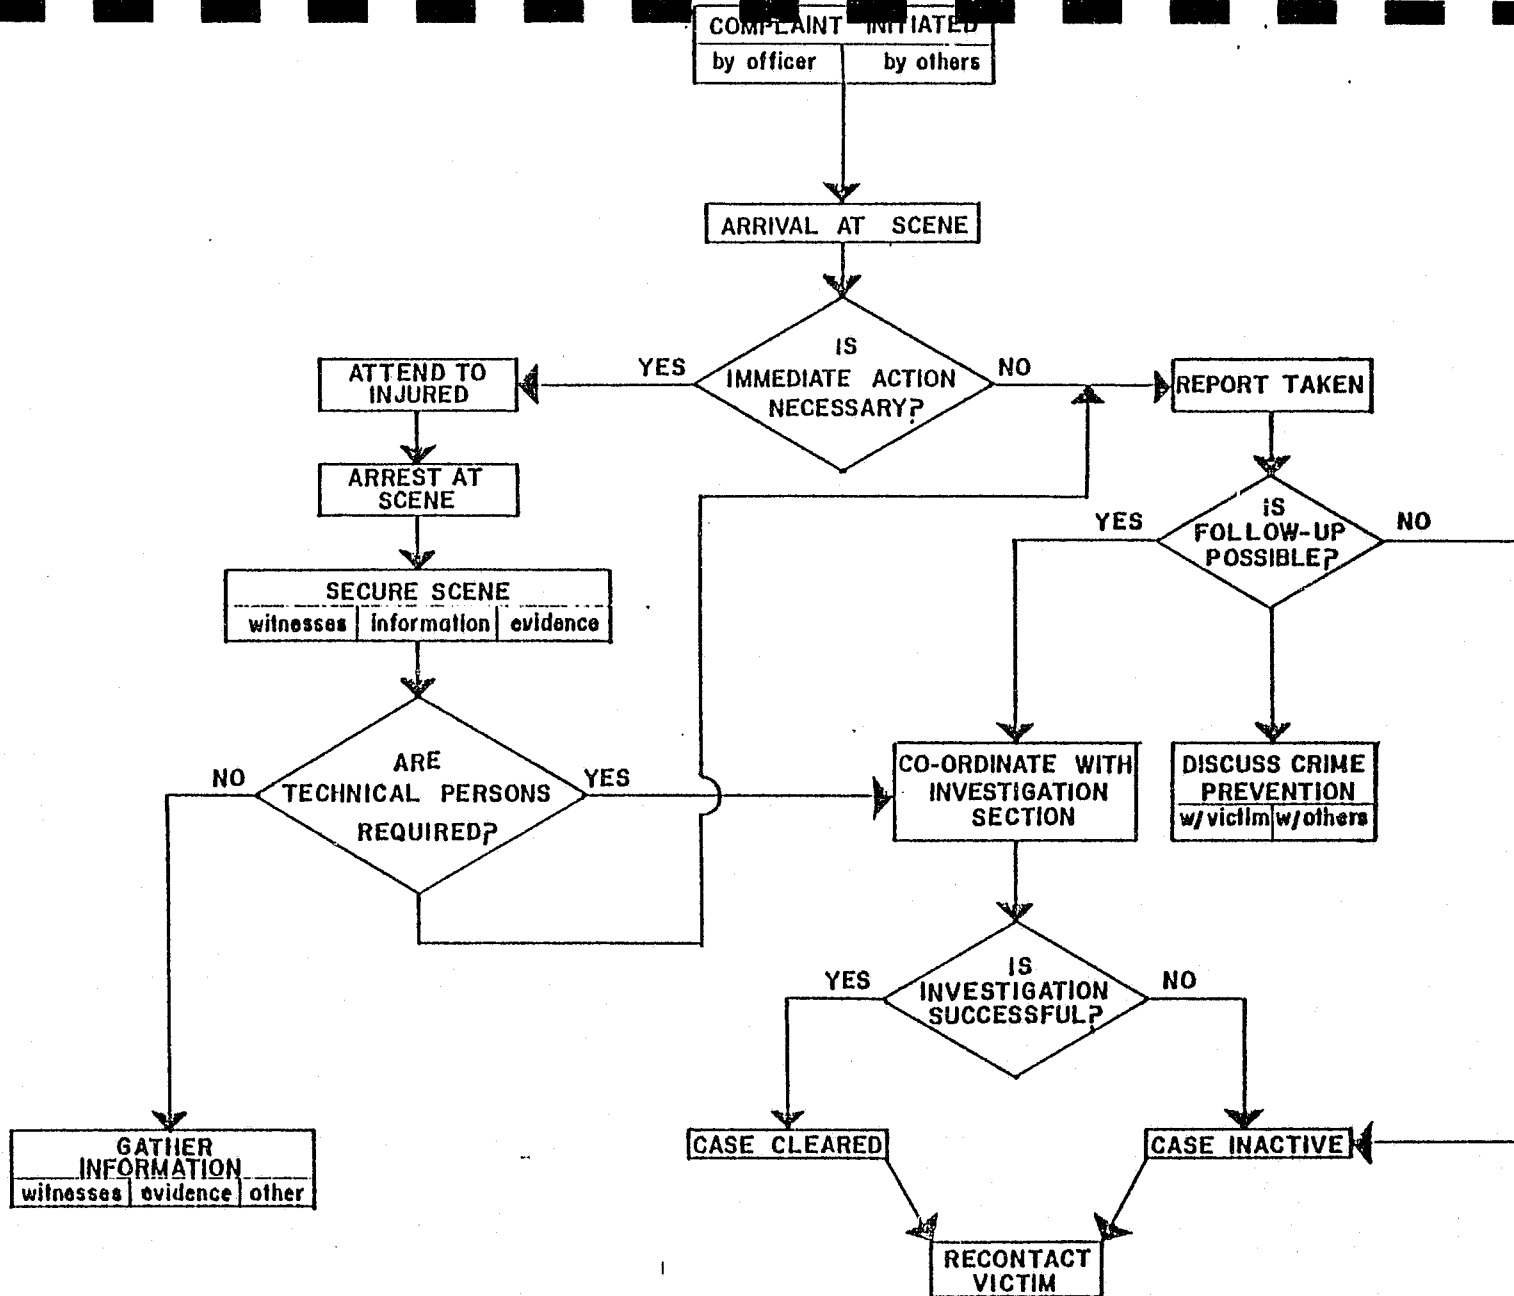 COMPLAINT INITIATED
by officer by others
ARRIVAL AT SCENE
IS
IMMEDIATE ACTION
NECESSARY?
YES
NO
ATTEND TO
INJURED
REPORT TAKEN
ARREST AT
SCENE
IS
FOLLOW-UP
POSSIBLE?
YES
NO
SECURE SCENE
witnesses information evidence
ARE
TECHNICAL PERSONS
REQUIRED?
NO
YES
CO-ORDINATE WITH
INVESTIGATION
SECTION
DISCUSS CRIME
PREVENTION
w/victim w/others
IS
INVESTIGATION
SUCCESSFUL?
YES
NO
GATHER
INFORMATION
witnesses evidence other
CASE CLEARED
CASE INACTIVE
RECONTACT
VICTIM